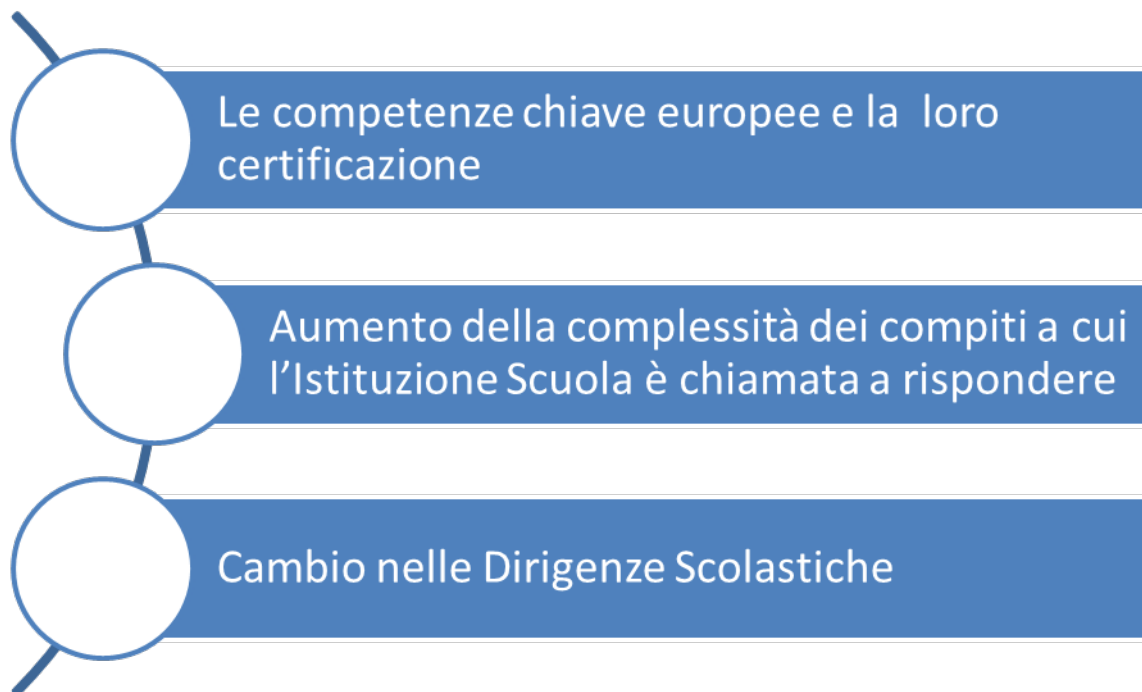 Le competenze chiave europee e la loro
certificazione
Aumento della complessità dei compiti a cui
l’Istituzione Scuola è chiamata a rispondere
Cambio nelle Dirigenze Scolastiche